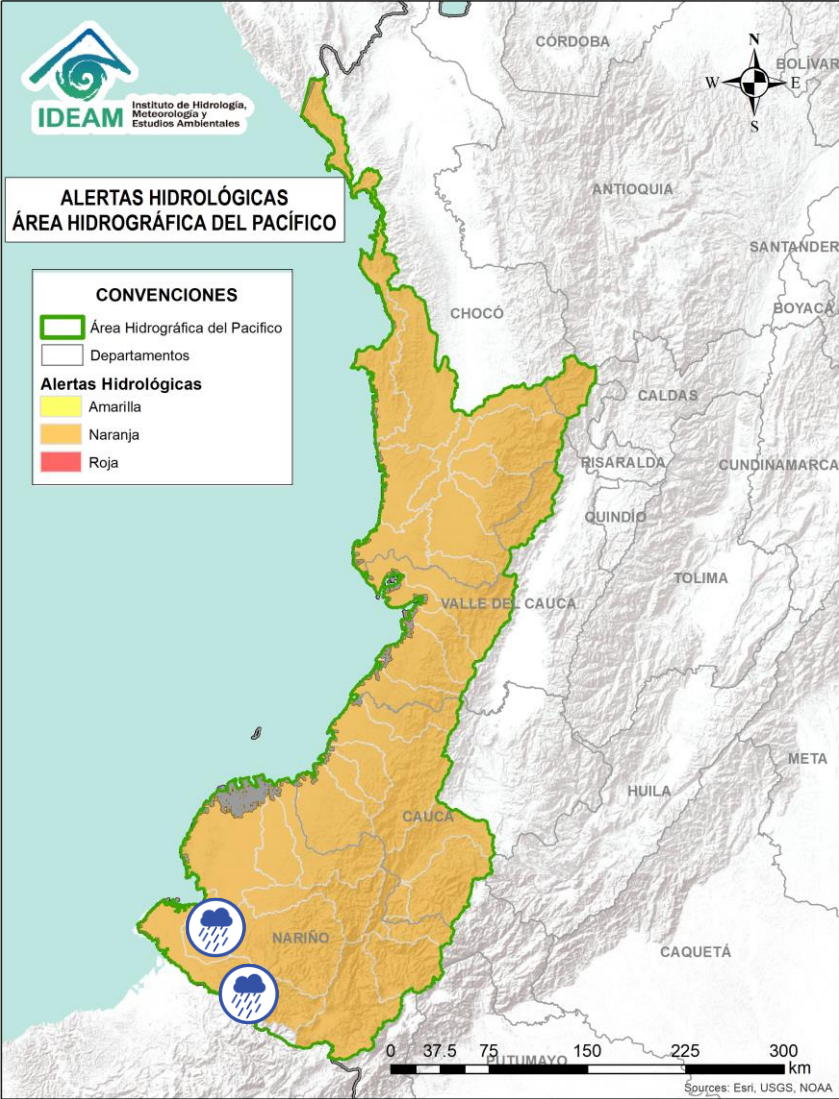 IDEAM
Instituto de Hidrología,
Meteorología y
Estudios Ambientales
ALERTAS HIDROLÓGICAS
ÁREA HIDROGRÁFICA DEL PACÍFICO
CONVENCIONES
Área Hidrográfica del Pacifico
Departamentos
Alertas Hidrológicas
Amarilla
Naranja
Roja
N
W E
S
CÓRDOBA
BOLÍVAR
ANTIOQUIA
SANTANDER
BOYACÁ
CHOCÓ
CALDAS
RISARALDA
CUNDINAMARCA
QUINDÍO
TOLIMA
VALLE DEL CAUCA
META
HUILA
CAUCA
NARIÑO
CAQUETÁ
PUTUMAYO
0 37.5 75 150 225 300
km
Sources: Esri, USGS, NOAA